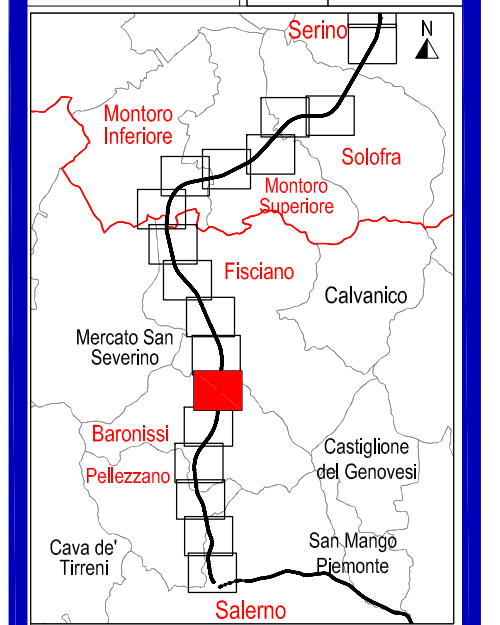 Serino
N
Montoro
Inferiore
Solofra
Montoro
Superiore
Fisciano
Calvanico
Mercato San
Severino
Baronissi
Castiglione
del Genovesi
Pellezzano
Cava de'
Tirreni
San Mango
Piemonte
Salerno